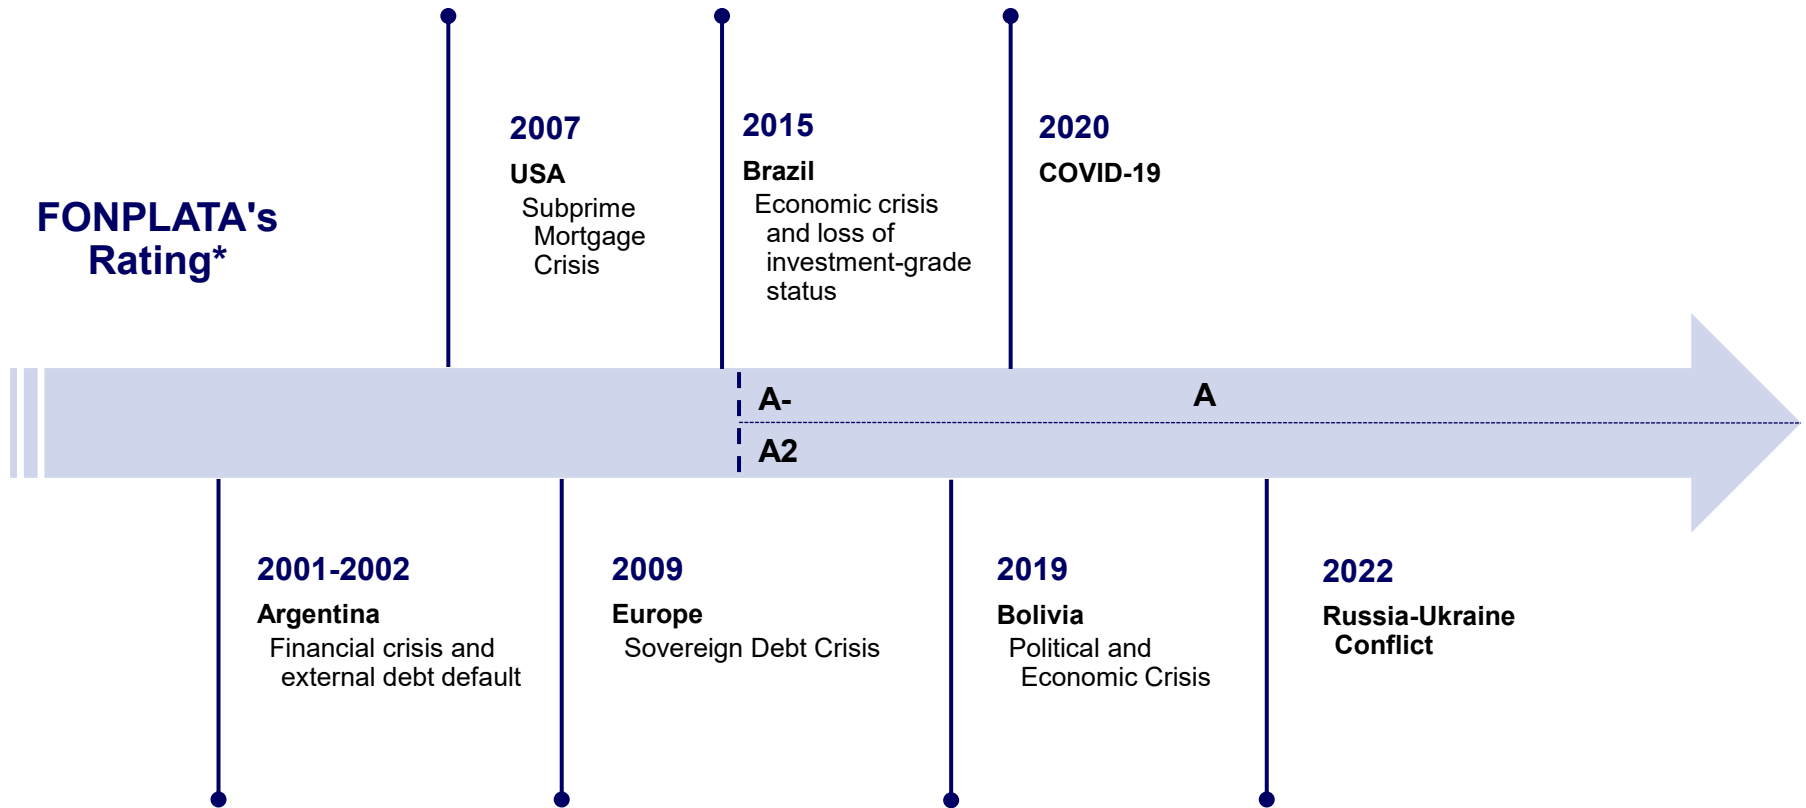 FONPLATA's
Rating*
2007
USA
Subprime
Mortgage
Crisis
2015
Brazil
Economic crisis
and loss of
investment-grade
status
2020
COVID-19
A-
A
A2
2001-2002
Argentina
Financial crisis and
external debt default
2009
Europe
Sovereign Debt Crisis
2019
Bolivia
Political and
Economic Crisis
2022
Russia-Ukraine
Conflict